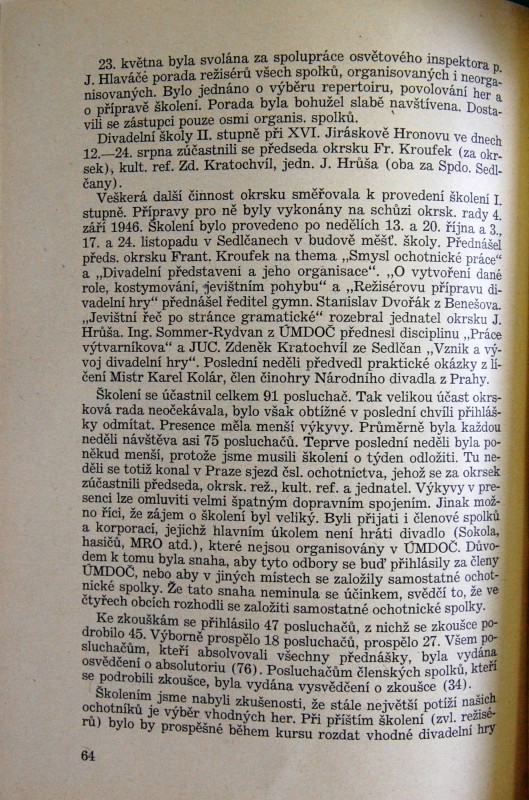 23. května byla svolána za spolupráce osvětového inspektora p.
J. Hlaváče porada režisérů všech spolků, organisovaných i neorga-
nisovaných. Bylo jednáno o výběru repertoiru, povolování her a
o přípravě školení. Porada byla bohužel slabě navštívena. Dosta-
vili se zástupci pouze osmi organis. spolků.
Divadelní školy II. stupně při XVI. Jiráskově Hronovu ve dnech
12.—24. srpna zúčastnili se předseda okrsku Fr. Kroufek (za okr-
sek), kult. ref. Zd. Kratochvíl, jedn. J. Hrůša (oba za Spdo. Sedl-
čany).
Veškerá další činnost okrsku směřovala k provedení školení I.
stupně. Přípravy pro ně byly vykonány na schůzi okrsk. rady 4.
září 1946. Školení bylo provedeno po nedělích 13. a 20. října a 3.,
17. a 24. listopadu v Sedlčanech v budově měšť. školy. Přednášel
předs. okrsku Frant. Kroufek na thema „Smysl ochotnické práce“
a „Divadelní představení a jeho organisace“. „O vytvoření dané
role, kostymování, jevištním pohybu“ a „Režisérovu přípravu di-
vadelní hry“ přednášel ředitel gymn. Stanislav Dvořák z Benešova.
„Jevištní řeč po stránce gramatické“ rozebral jednatel okrsku J.
Hrůša. Ing. Sommer-Rydvan z ÚMDOČ přednesl disciplinu „Práce
výtvarníkova“ a JUC. Zdeněk Kratochvíl ze Sedlčan „Vznik a vý-
voj divadelní hry“. Poslední neděli předvedl praktické okázky z lí-
čení Mistr Karel Kolár, člen činohry Národního divadla z Prahy.
Školení se účastnil celkem 91 posluchač. Tak velikou účast okrs-
ková rada neočekávala, bylo však obtížné v poslední chvíli přihláš-
ky odmítati. Presence měla menší výkyvy. Průměrně byla každou
neděli návštěva asi 75 posluchačů. Teprve poslední neděli byla po-
někud menší, protože jsme musili školení o týden odložiti. Tu ne-
děli se totiž konal v Praze sjezd čsl. ochotnictva, jehož se za okrsek
zúčastnili předseda, okrsk. rež., kult. ref. a jednatel. Výkyvy v pre-
senci lze omluviti velmi špatným dopravním spojením. Jinak mož-
no říci, že zájem o školení byl veliký. Byli přijati i členové spolků
a korporací, jejichž hlavním úkolem není hráti divadlo (Sokola,
hasičů, MRO atd.), které nejsou organisovány v ÚMDOČ. Důvo-
dem k tomu byla snaha, aby tyto odbory se buď přihlásily za členy
ÚMDOČ, nebo aby v jiných místech se založily samostatné ochot-
nické spolky. Že tato snaha neminula se účinkem, svědčí to, že ve
čtyřech obcích rozhodli se založiti samostatné ochotnické spolky.
Ke zkouškám se přihlásilo 47 posluchačů, z nichž se zkoušce po-
drobilo 45. Výborně prospělo 18 posluchačů, prospělo 27. Všem po-
sluchačům, kteří absolvovali všechny přednášky, byla vydána
osvědčení o absolutoriu (76). Posluchačům členských spolků, kteří
se podrobili zkoušce, byla vydána vysvědčení o zkoušce (34).
Školením jsme nabyli zkušenosti, že stále největší potíží našich
ochotníků je výběr vhodných her. Při příštím školení (zvl. režisé-
rů) bylo by prospěšné během kursu rozdat vhodné divadelní hry
64